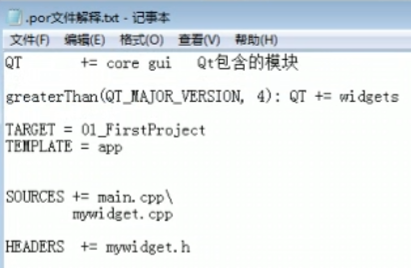 .por文件解释.txt - 记事本
文件(F) 编辑(E) 格式(O) 查看(V) 帮助(H)
QT += core gui Qt包含的模块
greaterThan(QT_MAJOR_VERSION, 4): QT += widgets
TARGET = 01_FirstProject
TEMPLATE = app
SOURCES += main.cpp\
mywidget.cpp
HEADERS += mywidget.h